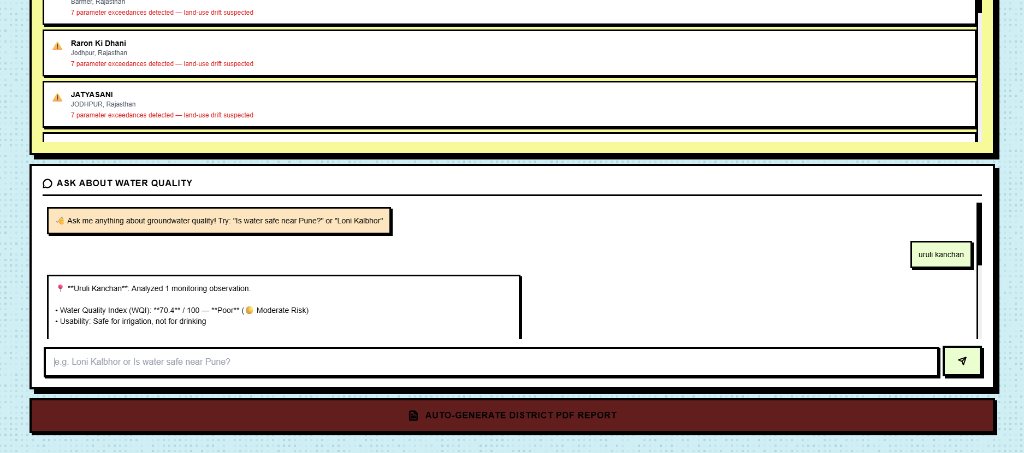 Barmer, Rajasthan
7 parameter exceedances detected — land-use drift suspected
Raron Ki Dhani
Jodhpur, Rajasthan
7 parameter exceedances detected — land-use drift suspected
JATYASANI
JODHPUR, Rajasthan
7 parameter exceedances detected — land-use drift suspected
ASK ABOUT WATER QUALITY
👋 Ask me anything about groundwater quality! Try: "Is water safe near Pune?" or "Loni Kalbhor"
uruli kanchan
📍 **Uruli Kanchan**: Analyzed 1 monitoring observation.
• Water Quality Index (WQI): **70.4** / 100 — **Poor** (🟡 Moderate Risk)
• Usability: Safe for irrigation, not for drinking
e.g. Loni Kalbhor or Is water safe near Pune?
AUTO-GENERATE DISTRICT PDF REPORT